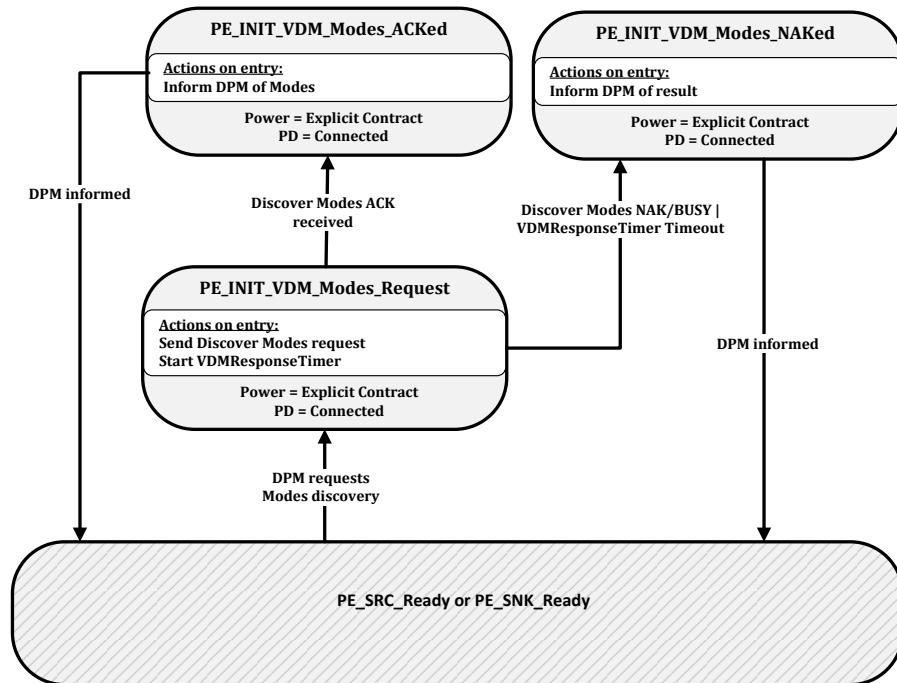 PE_INIT_VDM_Modes_ACKed
Actions on entry:
Inform DPM of Modes
Power = Explicit Contract
PD = Connected
PE_INIT_VDM_Modes_NAKed
Actions on entry:
Inform DPM of result
Power = Explicit Contract
PD = Connected
DPM informed
Discover Modes ACK
received
Discover Modes NAK/BUSY |
VDMResponseTimer Timeout
PE_INIT_VDM_Modes_Request
Actions on entry:
Send Discover Modes request
Start VDMResponseTimer
Power = Explicit Contract
PD = Connected
DPM informed
DPM requests
Modes discovery
PE_SRC_Ready or PE_SNK_Ready